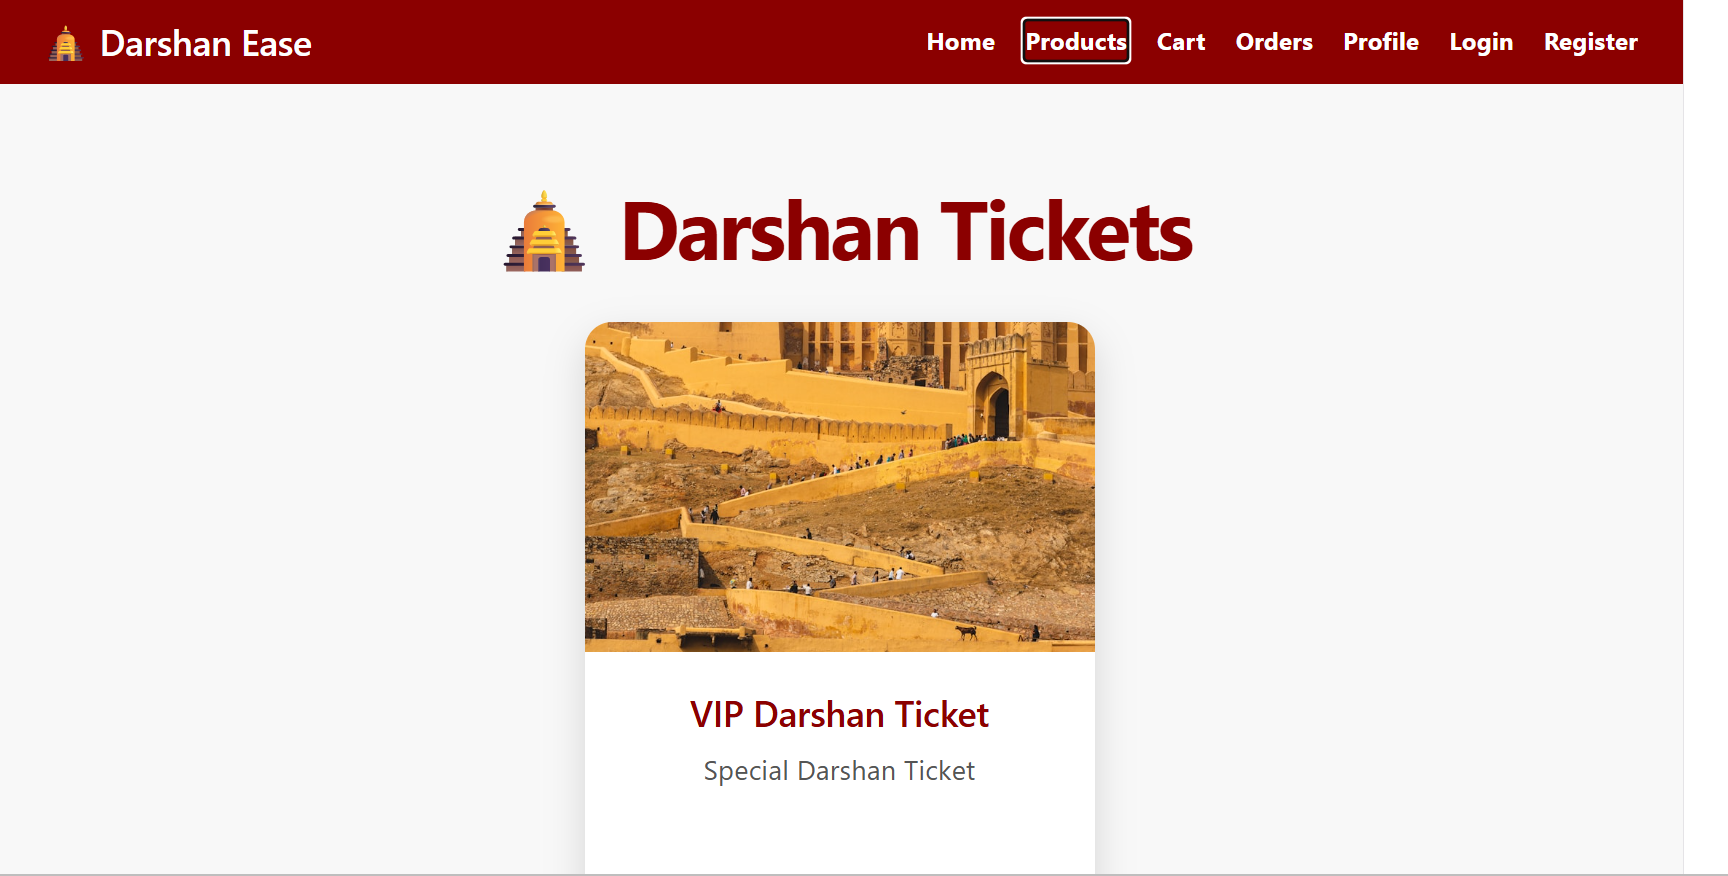 Darshan Ease
Home Products Cart Orders Profile Login Register
Darshan Tickets
VIP Darshan Ticket
Special Darshan Ticket